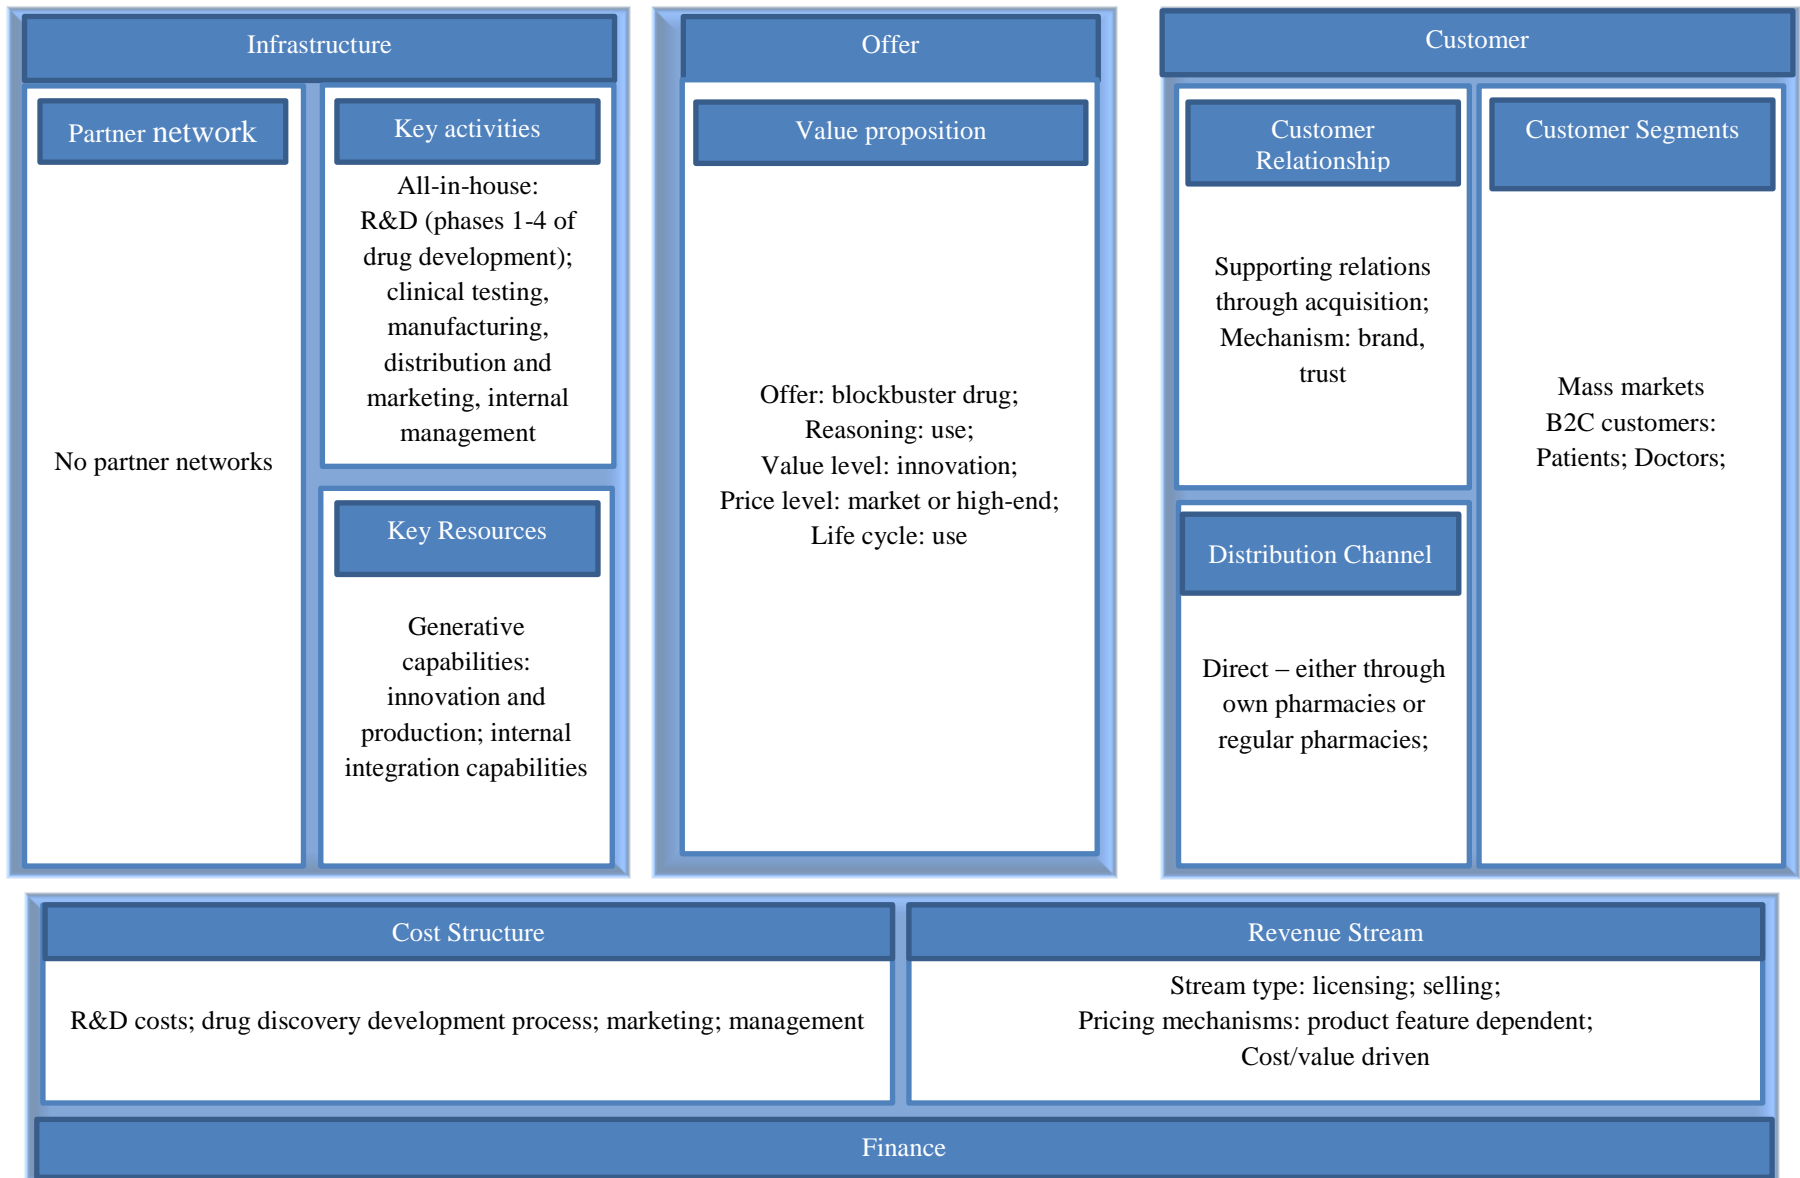 Infrastructure
Partner network
No partner networks
Key activities
All-in-house:
R&D (phases 1-4 of
drug development);
clinical testing,
manufacturing,
distribution and
marketing, internal
management
Key Resources
Generative
capabilities:
innovation and
production; internal
integration capabilities
Offer
Value proposition
Offer: blockbuster drug;
Reasoning: use;
Value level: innovation;
Price level: market or high-end;
Life cycle: use
Customer
Customer
Relationship
Supporting relations
through acquisition;
Mechanism: brand,
trust
Distribution Channel
Direct – either through
own pharmacies or
regular pharmacies;
Customer Segments
Mass markets
B2C customers:
Patients; Doctors;
Cost Structure
R&D costs; drug discovery development process; marketing; management
Revenue Stream
Stream type: licensing; selling;
Pricing mechanisms: product feature dependent;
Cost/value driven
Finance